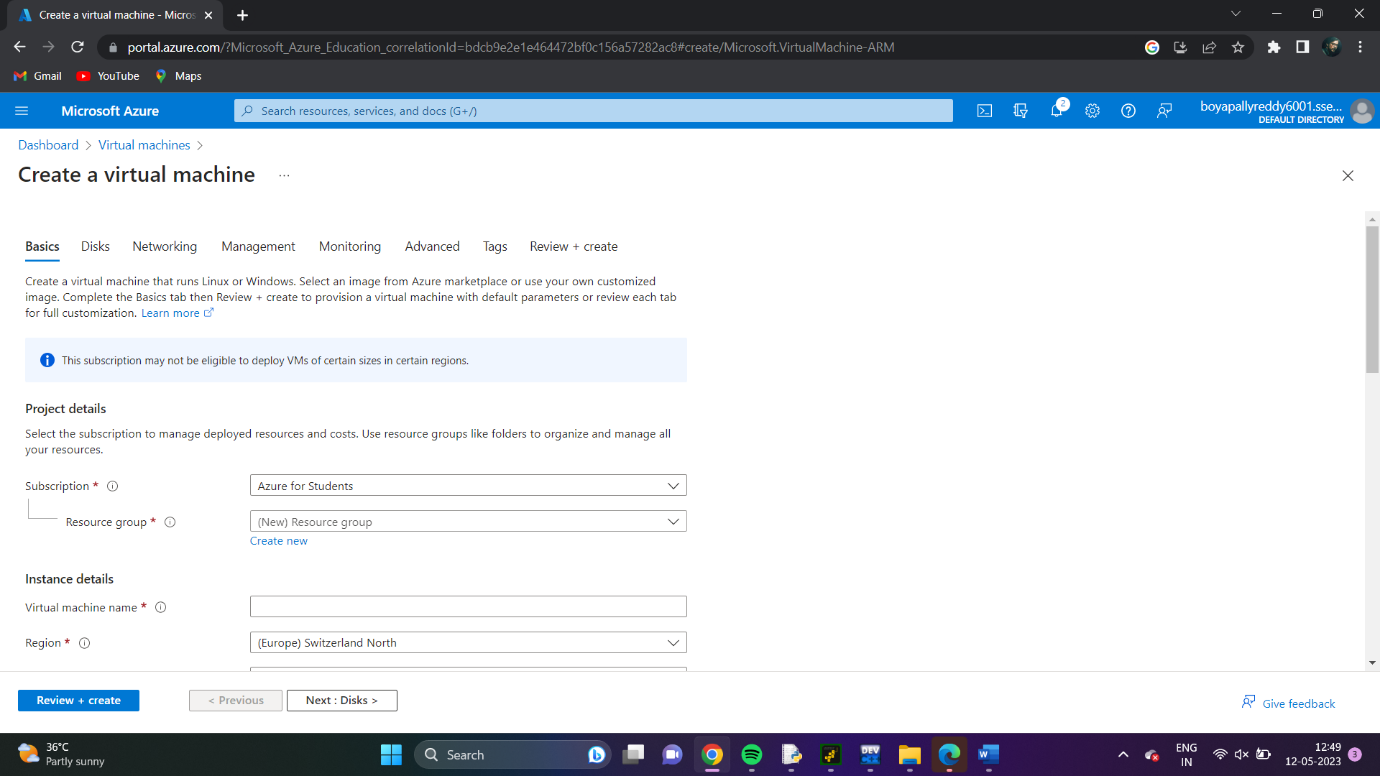 Create a virtual machine - Micros
portal.azure.com/?Microsoft_Azure_Education_correlationId=bdcb9e2e1e464472bf0c156a57282ac8#create/Microsoft.VirtualMachine-ARM
Gmail YouTube Maps
Microsoft Azure
Search resources, services, and docs (G+/)
2
boyapallyreddy6001.sse...
DEFAULT DIRECTORY
Dashboard > Virtual machines >
Create a virtual machine ...
Basics Disks Networking Management Monitoring Advanced Tags Review + create
Create a virtual machine that runs Linux or Windows. Select an image from Azure marketplace or use your own customized
image. Complete the Basics tab then Review + create to provision a virtual machine with default parameters or review each tab
for full customization. Learn more
This subscription may not be eligible to deploy VMs of certain sizes in certain regions.
Project details
Select the subscription to manage deployed resources and costs. Use resource groups like folders to organize and manage all
your resources.
Subscription * Azure for Students
Resource group * (New) Resource group
Create new
Instance details
Virtual machine name *
Region * (Europe) Switzerland North
Review + create < Previous Next : Disks > Give feedback
36°C
Partly sunny
Search
DEV
ENG
IN
12:49
12-05-2023
3